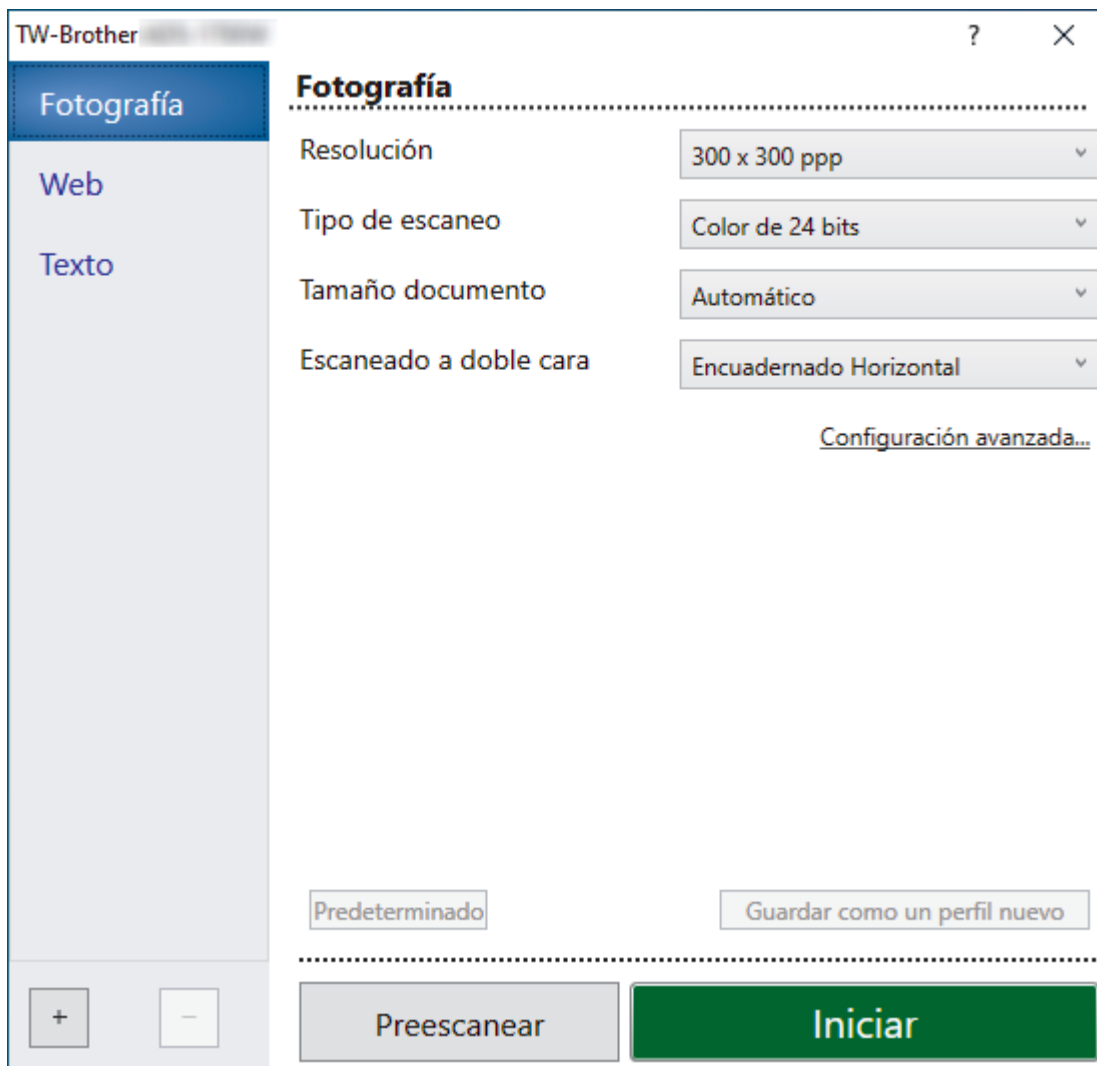 TW-Brother
?
Fotografía
Web
Texto
Fotografía
Resolución
300 x 300 ppp
Tipo de escaneo
Color de 24 bits
Tamaño documento
Automático
Escaneado a doble cara
Encuadernado Horizontal
Configuración avanzada...
Predeterminado
Guardar como un perfil nuevo
+
−
Preescanear
Iniciar